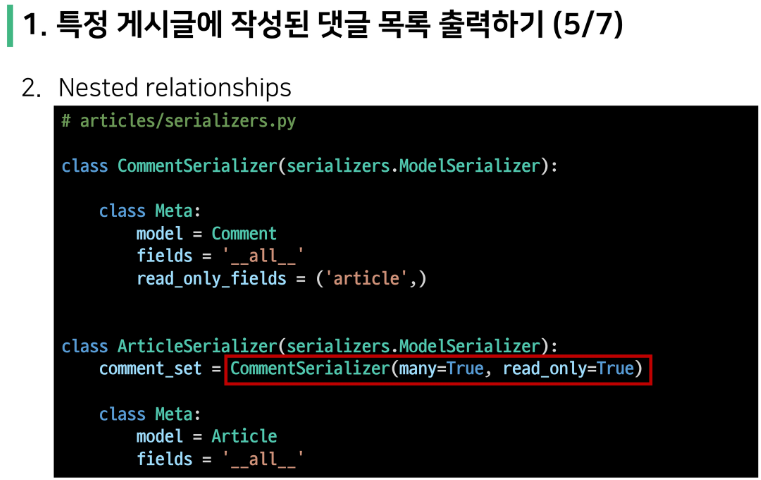 1. 특정 게시글에 작성된 댓글 목록 출력하기 (5/7)
2. Nested relationships
# articles/serializers.py
class CommentSerializer(serializers.ModelSerializer):
class Meta:
model = Comment
fields = '__all__'
read_only_fields = ('article',)
class ArticleSerializer(serializers.ModelSerializer):
comment_set = CommentSerializer(many=True, read_only=True)
class Meta:
model = Article
fields = '__all__'